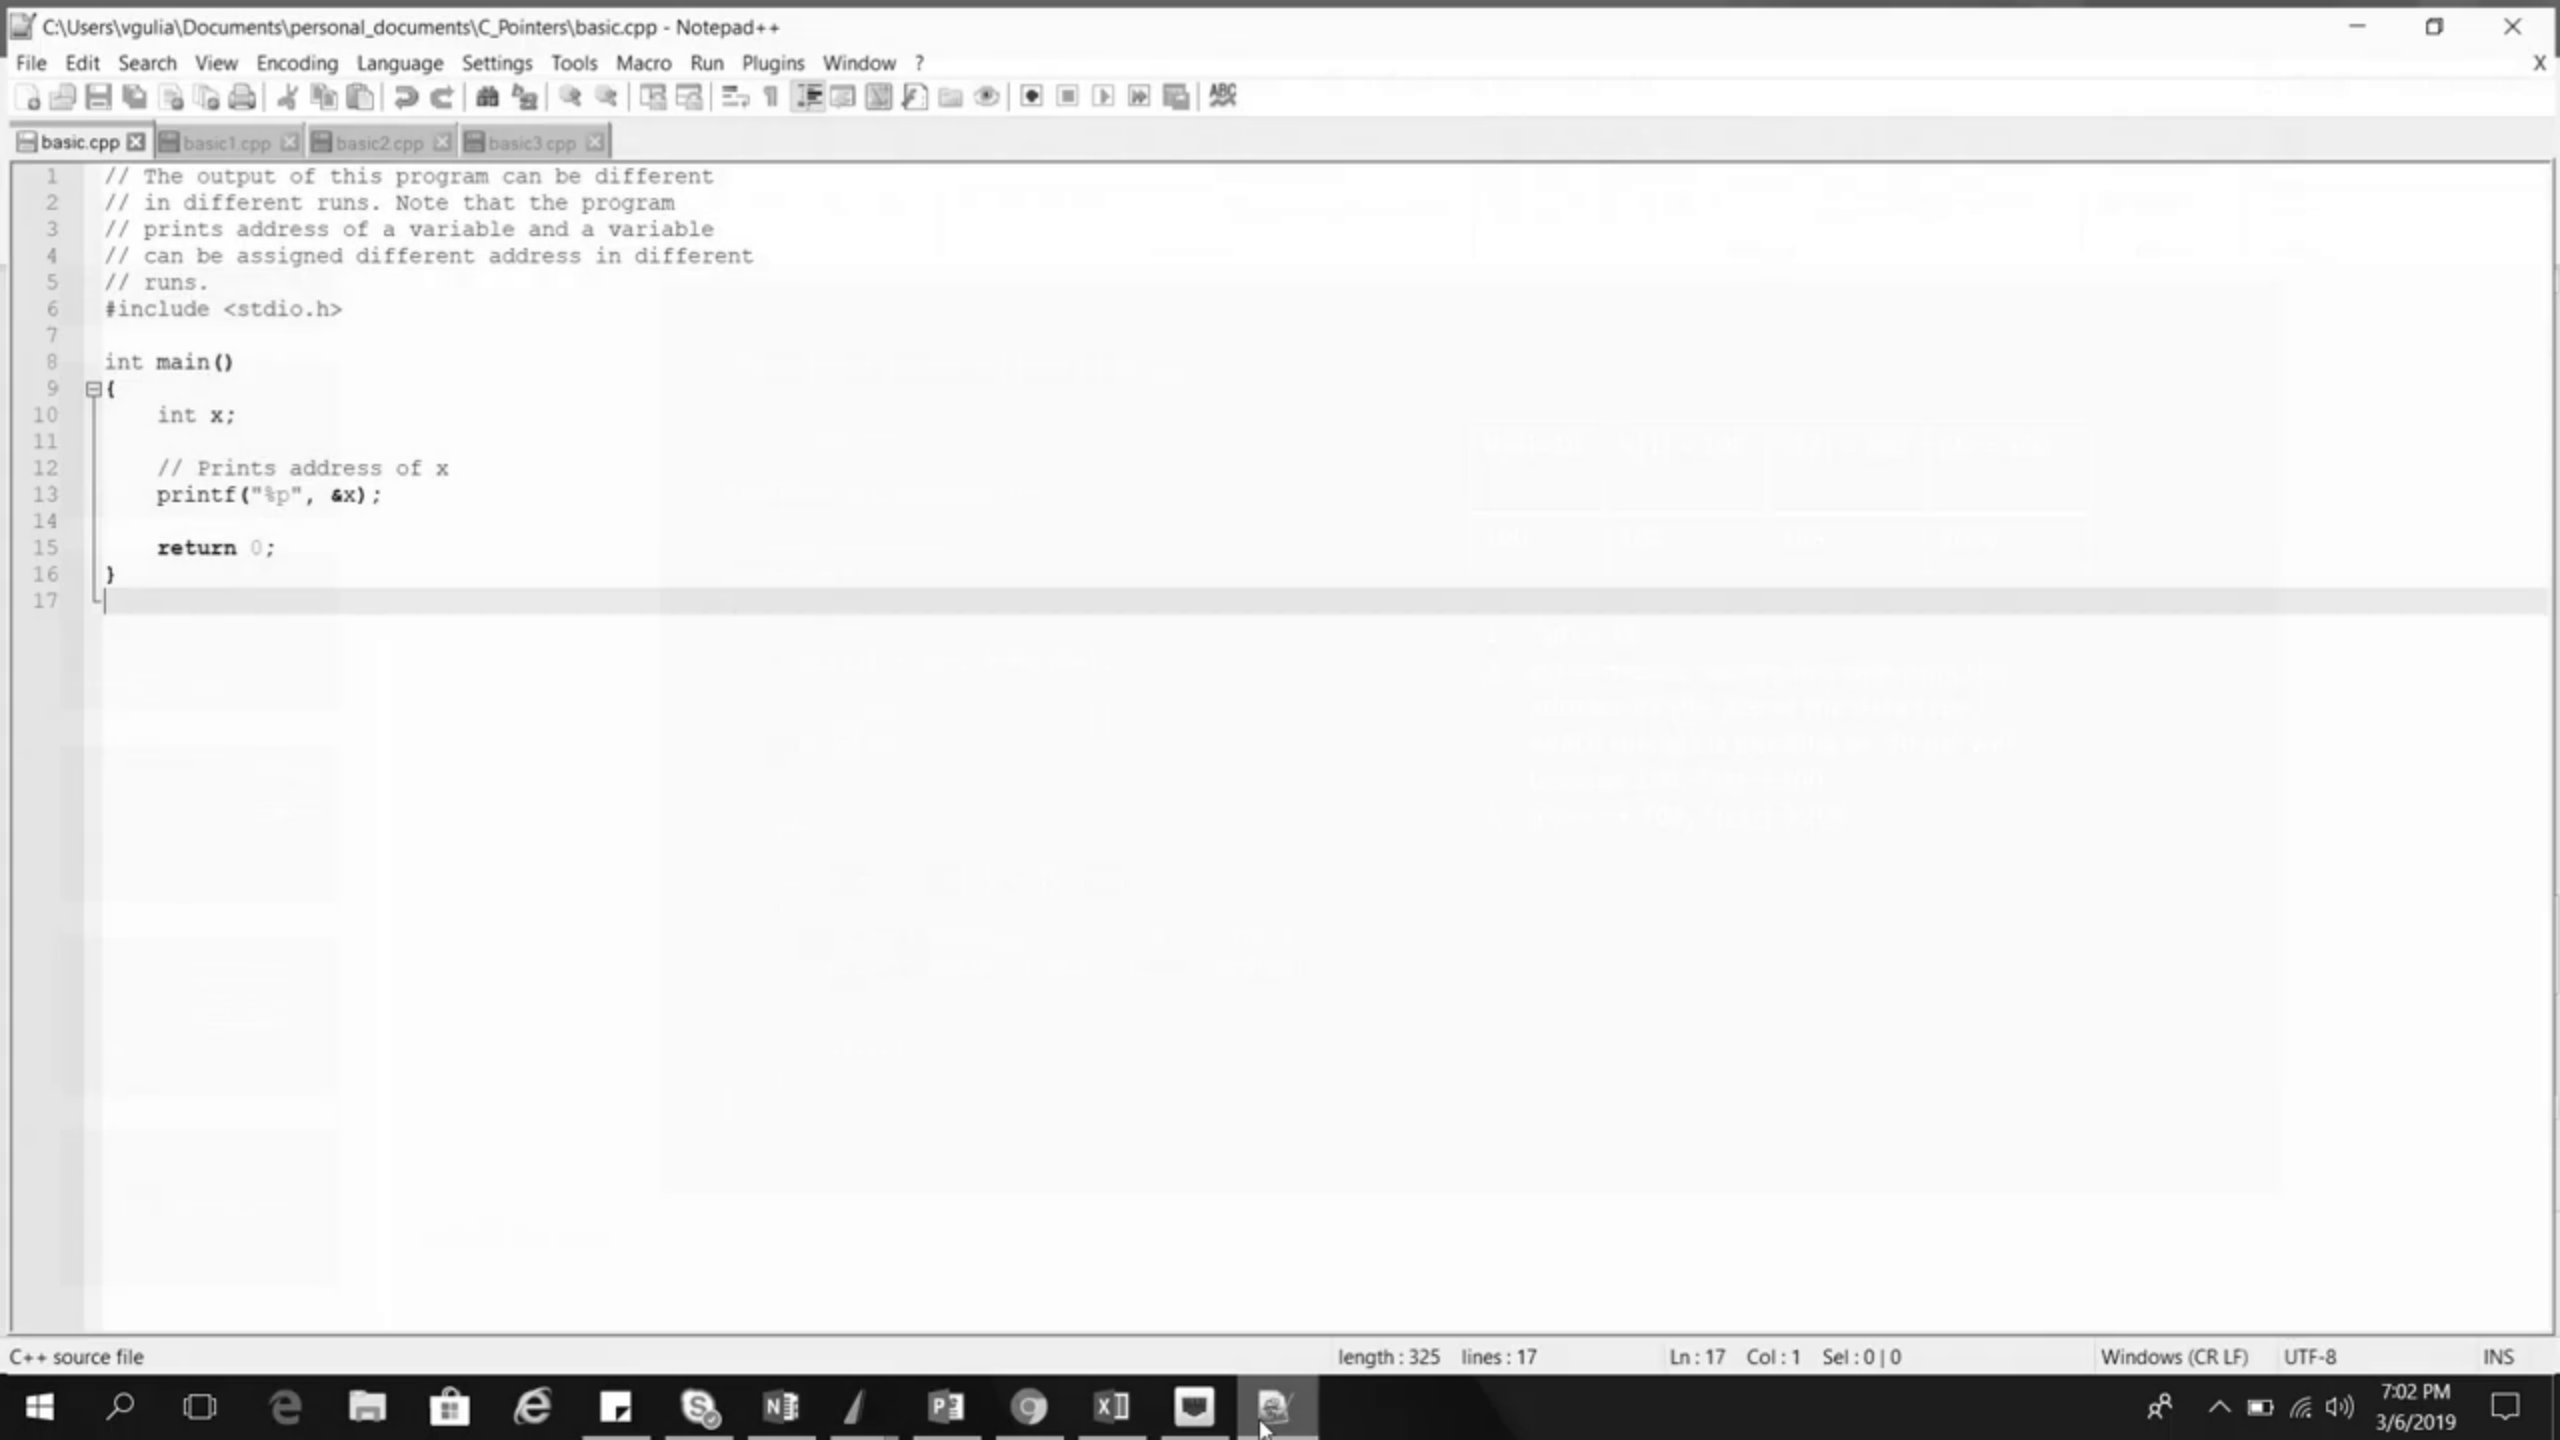 C:\Users\vgulia\Documents\personal_documents\C_Pointers\basic.cpp - Notepad++
File Edit Search View Encoding Language Settings Tools Macro Run Plugins Window ? X
ABC
basic.cpp basic1.cpp basic2.cpp basic3.cpp
1 // The output of this program can be different
2 // in different runs. Note that the program
3 // prints address of a variable and a variable
4 // can be assigned different address in different
5 // runs.
6 #include <stdio.h>
7
8 int main()
9 {
10 int x;
11
12 // Prints address of x
13 printf("%p", &x);
14
15 return 0;
16 }
17
C++ source file length : 325 lines : 17 Ln : 17 Col : 1 Sel : 0 | 0 Windows (CR LF) UTF-8 INS
7:02 PM
3/6/2019